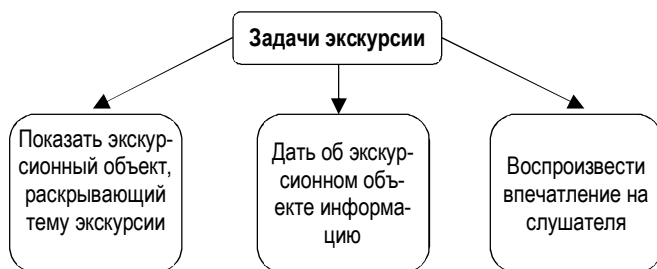 Задачи экскурсии
Показать экскур-
сионный объект,
раскрывающий
тему экскурсии
Дать об экскур-
сионном объ-
екте информа-
цию
Воспроизвести
впечатление на
слушателя